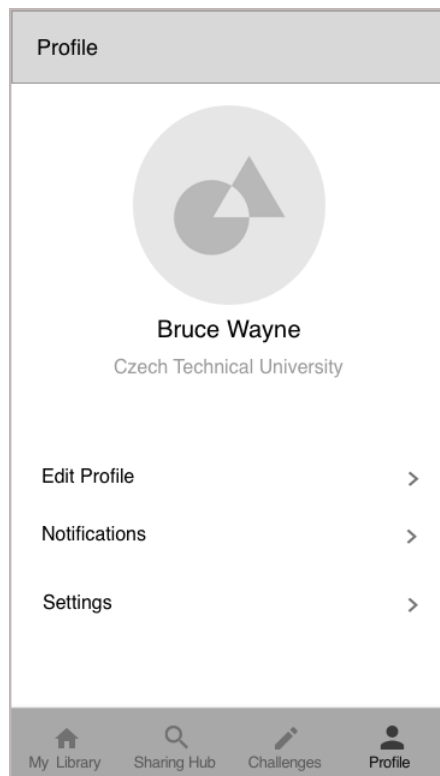 Profile
Bruce Wayne
Czech Technical University
Edit Profile
Notifications
Settings
My Library Sharing Hub Challenges Profile